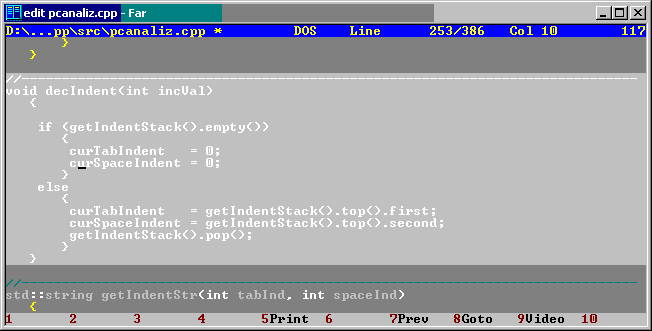 edit pcanaliz.cpp - Far
D:\...pp\src\pcanaliz.cpp * DOS Line 253/386 Col 10 117
}
}
//------------------------------------------------------------------------------
void decIndent(int incVal)
{
if (getIndentStack().empty())
{
curTabIndent   = 0;
curSpaceIndent = 0;
}
else
{
curTabIndent   = getIndentStack().top().first;
curSpaceIndent = getIndentStack().top().second;
getIndentStack().pop();
}
}
//------------------------------------------------------------------------------
std::string getIndentStr(int tabInd, int spaceInd)
{
1 2 3 4 5Print 6 7Prev 8Goto 9Video 10